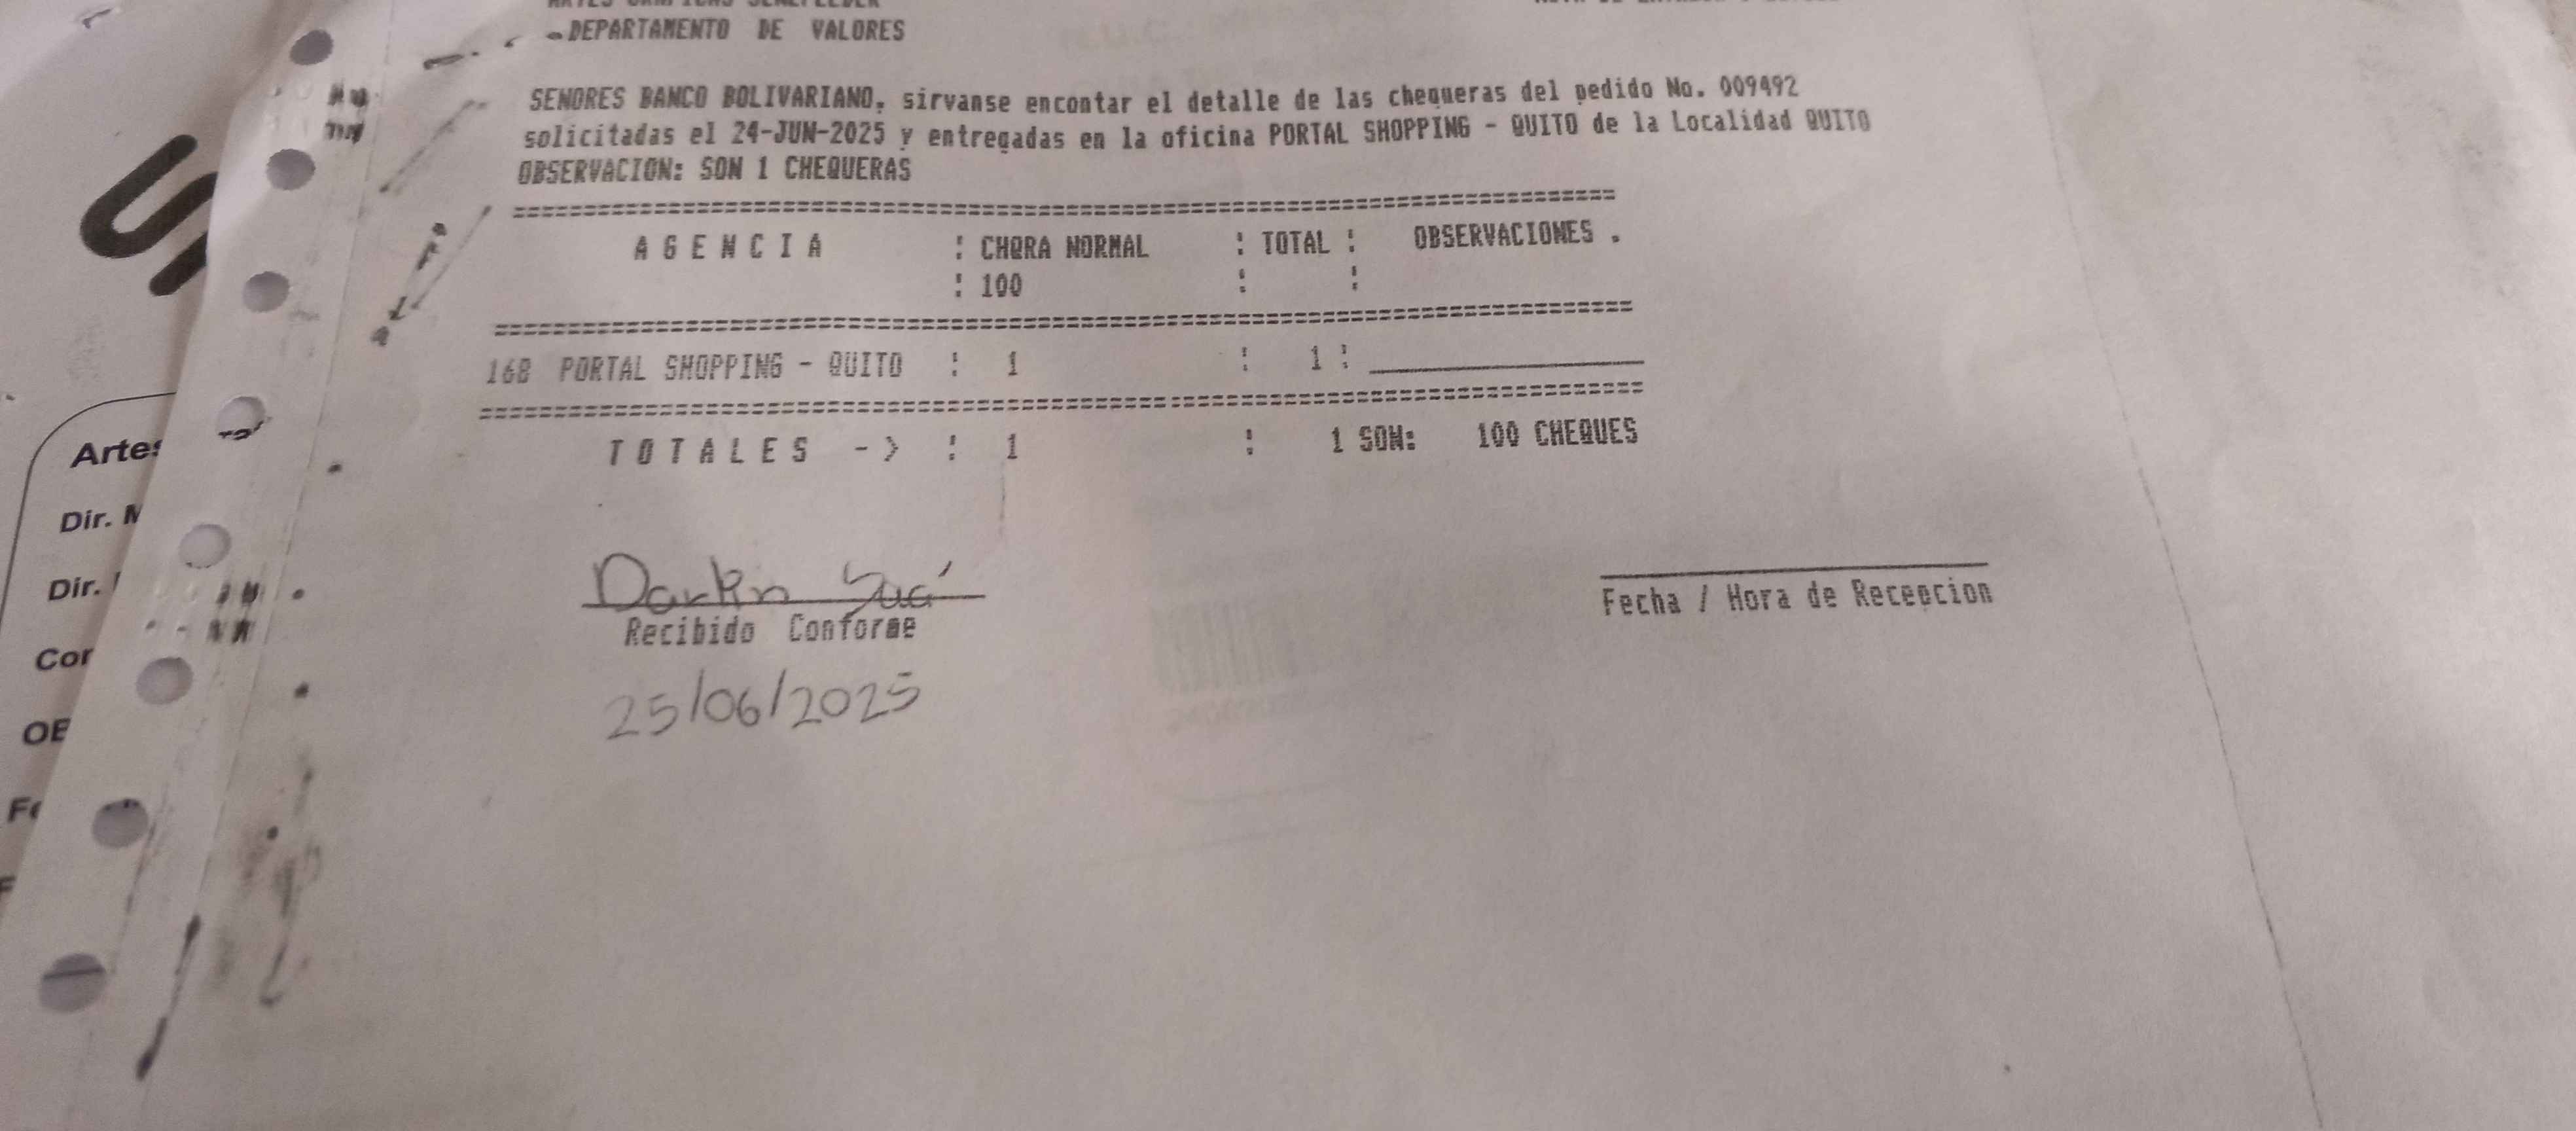 DEPARTAMENTO DE VALORES
SENORES BANCO BOLIVARIANO, sirvanse encontar el detalle de las chequeras del pedido No. 009492
solicitadas el 24-JUN-2025 y entregadas en la oficina PORTAL SHOPPING - QUITO de la Localidad QUITO
OBSERVACION: SON 1 CHEQUERAS
================================================
A G E N C I A : CHQRA NORMAL : TOTAL : OBSERVACIONES .
: 100 : :
================================================
168 PORTAL SHOPPING - QUITO : 1 : 1 : ____________
================================================
T O T A L E S -> : 1 : 1 SON: 100 CHEQUES
Recibido Conforme
25/06/2025
Fecha / Hora de Recepcion
Artes
Dir.
Dir.